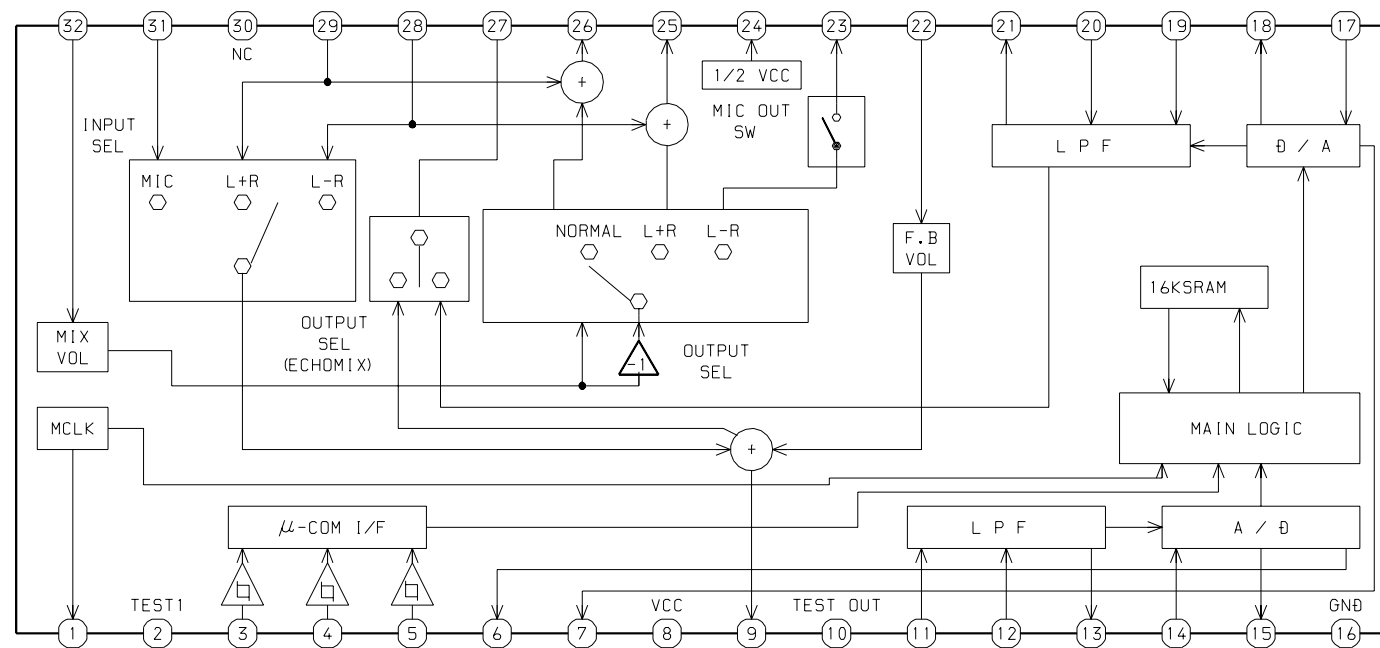 32 31 30 29 28 27 26 25 24 23 22 21 20 19 18 17
NC
1/2 VCC
+
+
MIC OUT
SW
INPUT
SEL
L P F
D / A
MIC L+R L-R
NORMAL L+R L-R
F.B
VOL
16KSRAM
OUTPUT
SEL
(ECHOMIX)
MIX
VOL
-1
OUTPUT
SEL
MCLK
MAIN LOGIC
+
μ-COM I/F
L P F
A / D
TEST1
VCC
TEST OUT
GND
1 2 3 4 5 6 7 8 9 10 11 12 13 14 15 16